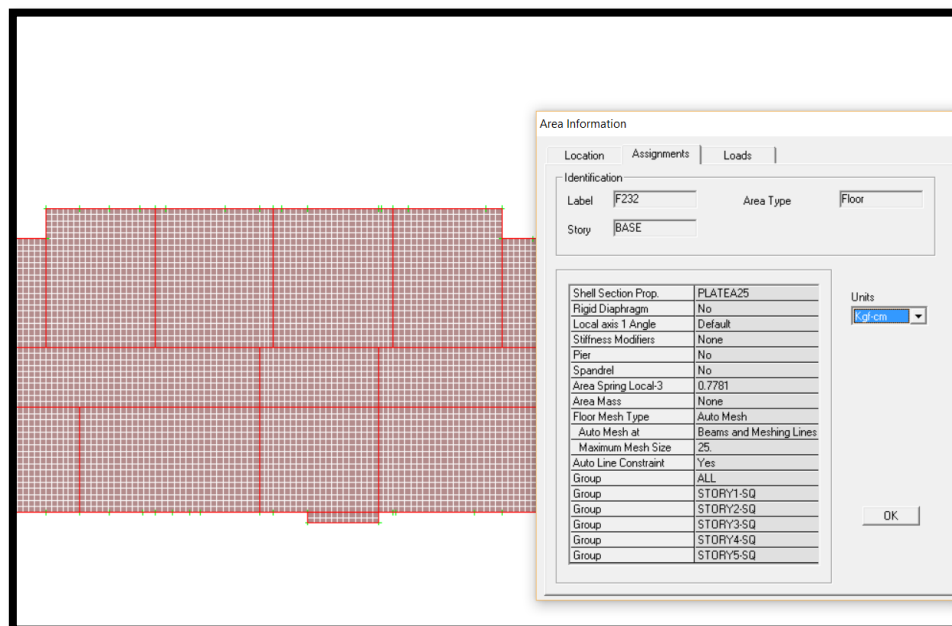 Area Information
Location Assignments Loads
Identification
Label F232 Area Type Floor
Story BASE
Shell Section Prop. PLATEA25
Rigid Diaphragm No
Local axis 1 Angle Default
Stiffness Modifiers None
Pier No
Spandrel No
Area Spring Local-3 0.7781
Area Mass None
Floor Mesh Type Auto Mesh
Auto Mesh at Beams and Meshing Lines
Maximum Mesh Size 25.
Auto Line Constraint Yes
Group ALL
Group STORY1-SQ
Group STORY2-SQ
Group STORY3-SQ
Group STORY4-SQ
Group STORY5-SQ
Units
Kgf-cm
OK